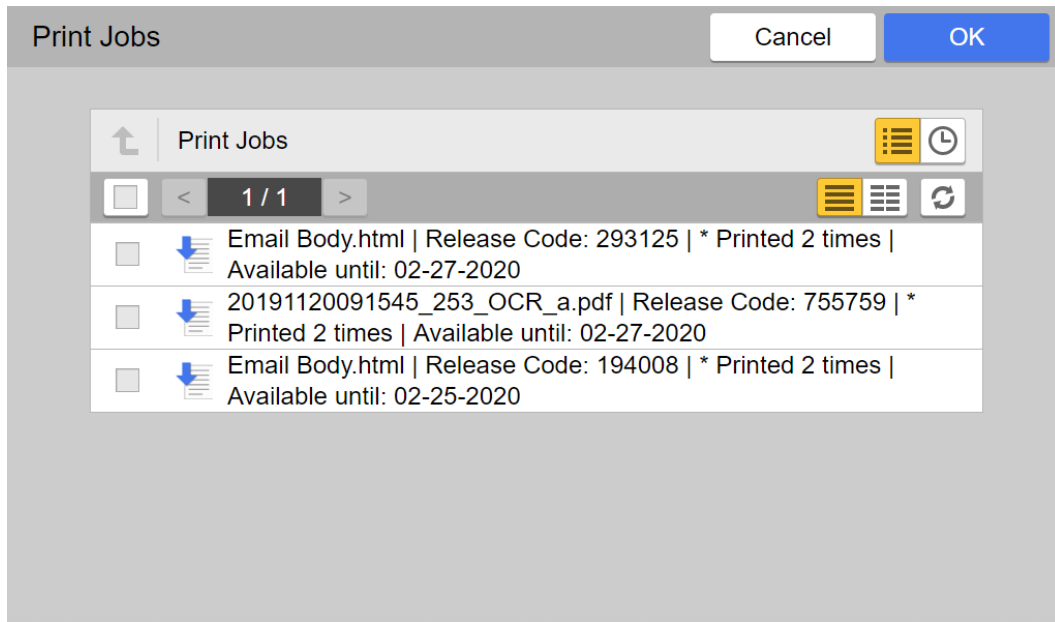 Print Jobs
Cancel
OK
Print Jobs
< 1 / 1 >
Email Body.html | Release Code: 293125 | * Printed 2 times |
Available until: 02-27-2020
20191120091545_253_OCR_a.pdf | Release Code: 755759 | *
Printed 2 times | Available until: 02-27-2020
Email Body.html | Release Code: 194008 | * Printed 2 times |
Available until: 02-25-2020